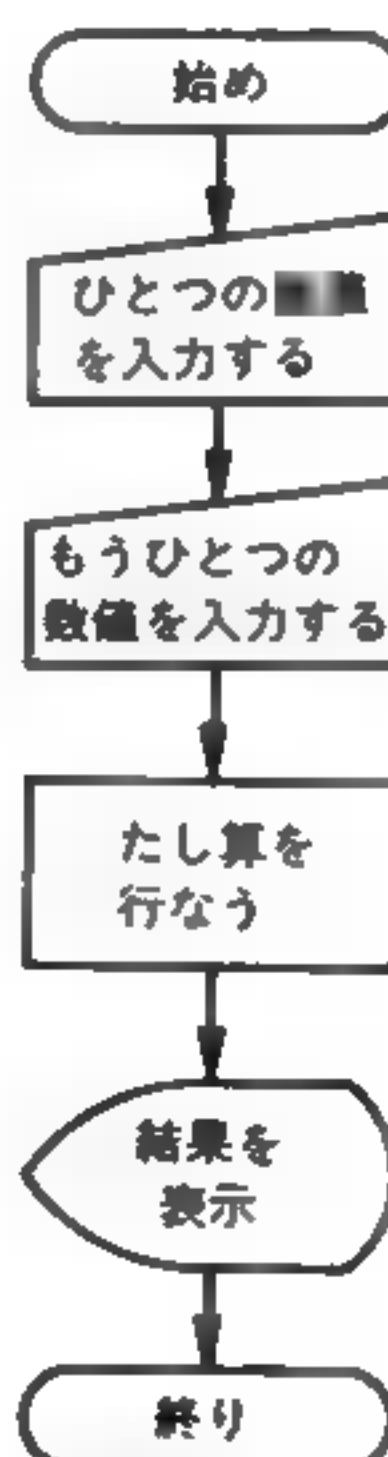 始め
ひとつの
を入力する
もうひとつの
数値を入力する
たし算を
行なう
結果を
表示
終り